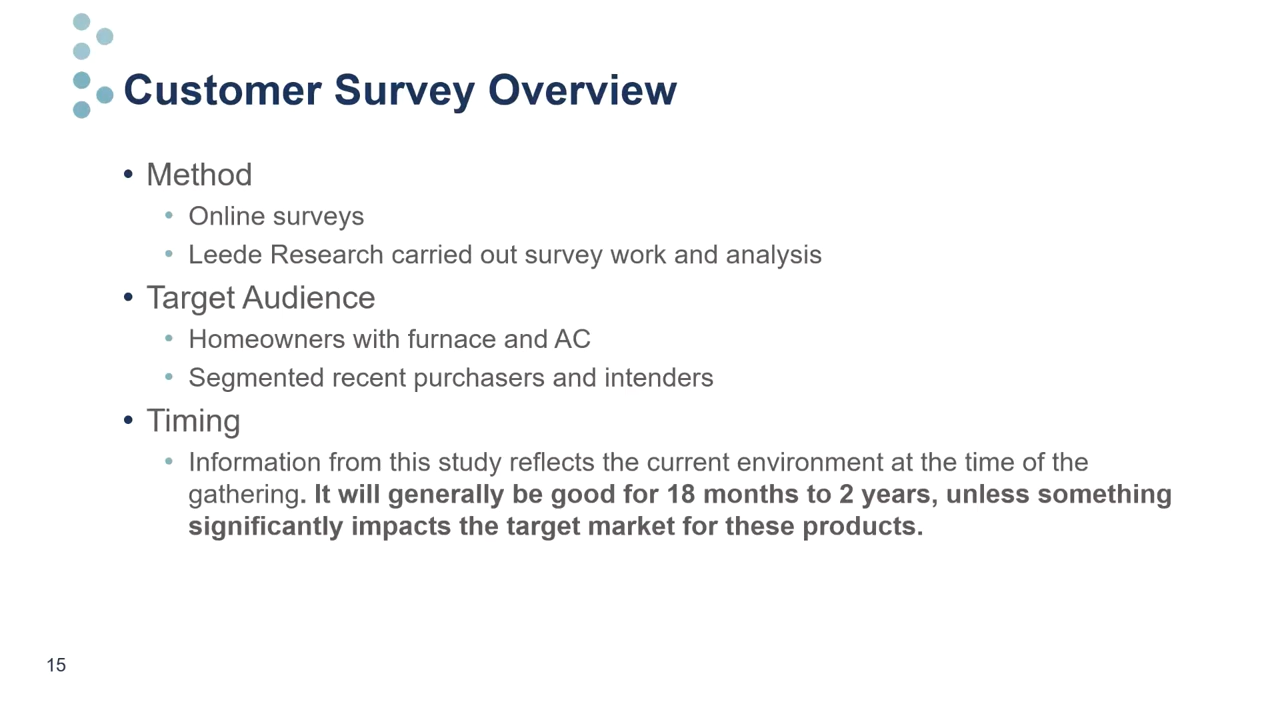 Customer Survey Overview
• Method
• Online surveys
• Leede Research carried out survey work and analysis
• Target Audience
• Homeowners with furnace and AC
• Segmented recent purchasers and intenders
• Timing
• Information from this study reflects the current environment at the time of the
gathering. It will generally be good for 18 months to 2 years, unless something
significantly impacts the target market for these products.
15